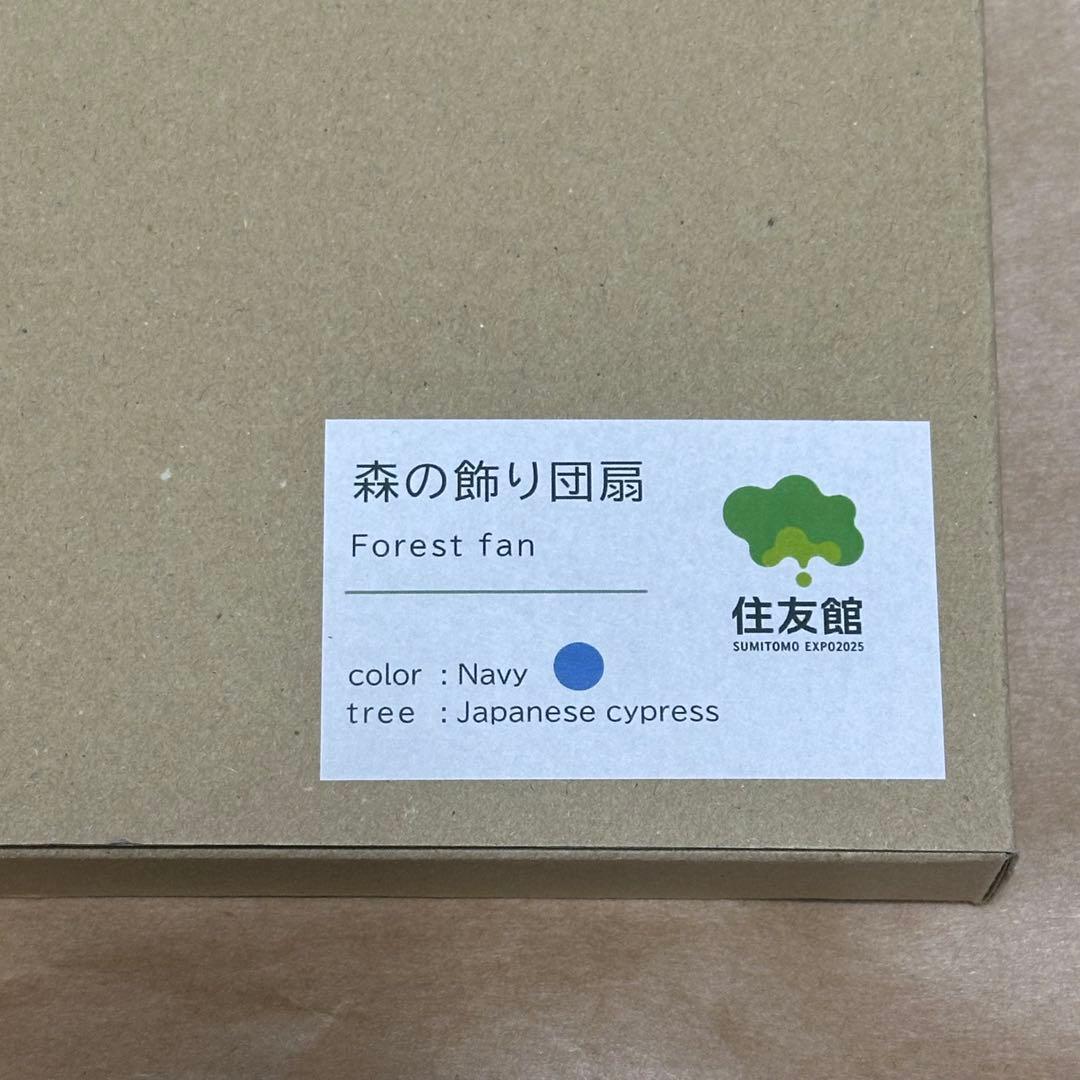 森の飾り団扇
Forest fan
color : Navy
tree : Japanese cypress
住友館
SUMITOMO EXPO2025